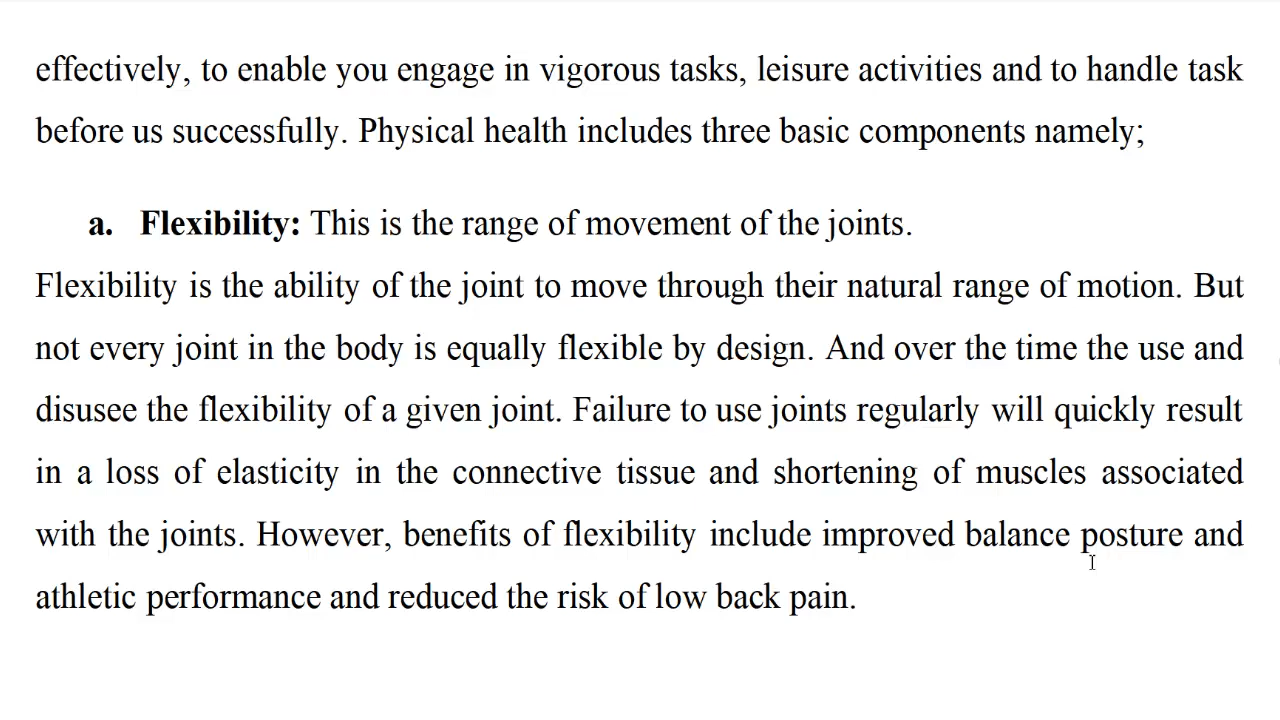 effectively, to enable you engage in vigorous tasks, leisure activities and to handle task
before us successfully. Physical health includes three basic components namely;
a. Flexibility: This is the range of movement of the joints.
Flexibility is the ability of the joint to move through their natural range of motion. But
not every joint in the body is equally flexible by design. And over the time the use and
disusee the flexibility of a given joint. Failure to use joints regularly will quickly result
in a loss of elasticity in the connective tissue and shortening of muscles associated
with the joints. However, benefits of flexibility include improved balance posture and
athletic performance and reduced the risk of low back pain.